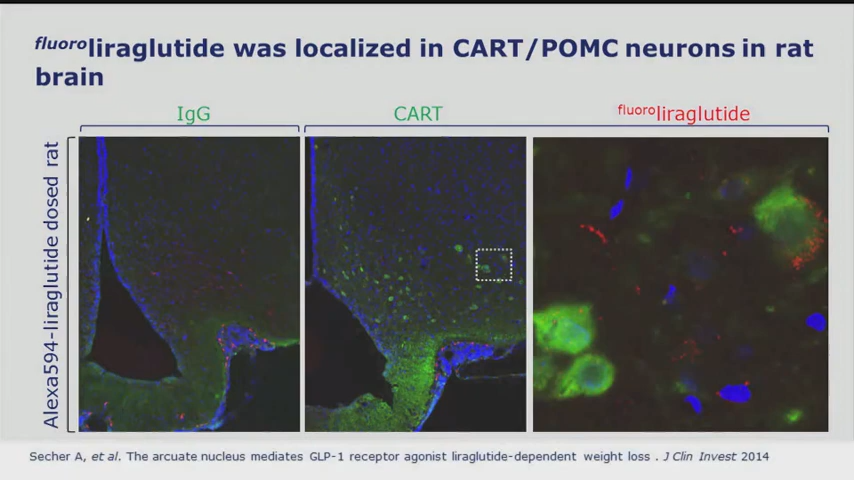 fluoroliraglutide was localized in CART/POMC neurons in rat
brain
IgG
CART
fluoroliraglutide
Alexa594-liraglutide dosed rat
Secher A, et al. The arcuate nucleus mediates GLP-1 receptor agonist liraglutide-dependent weight loss . J Clin Invest 2014